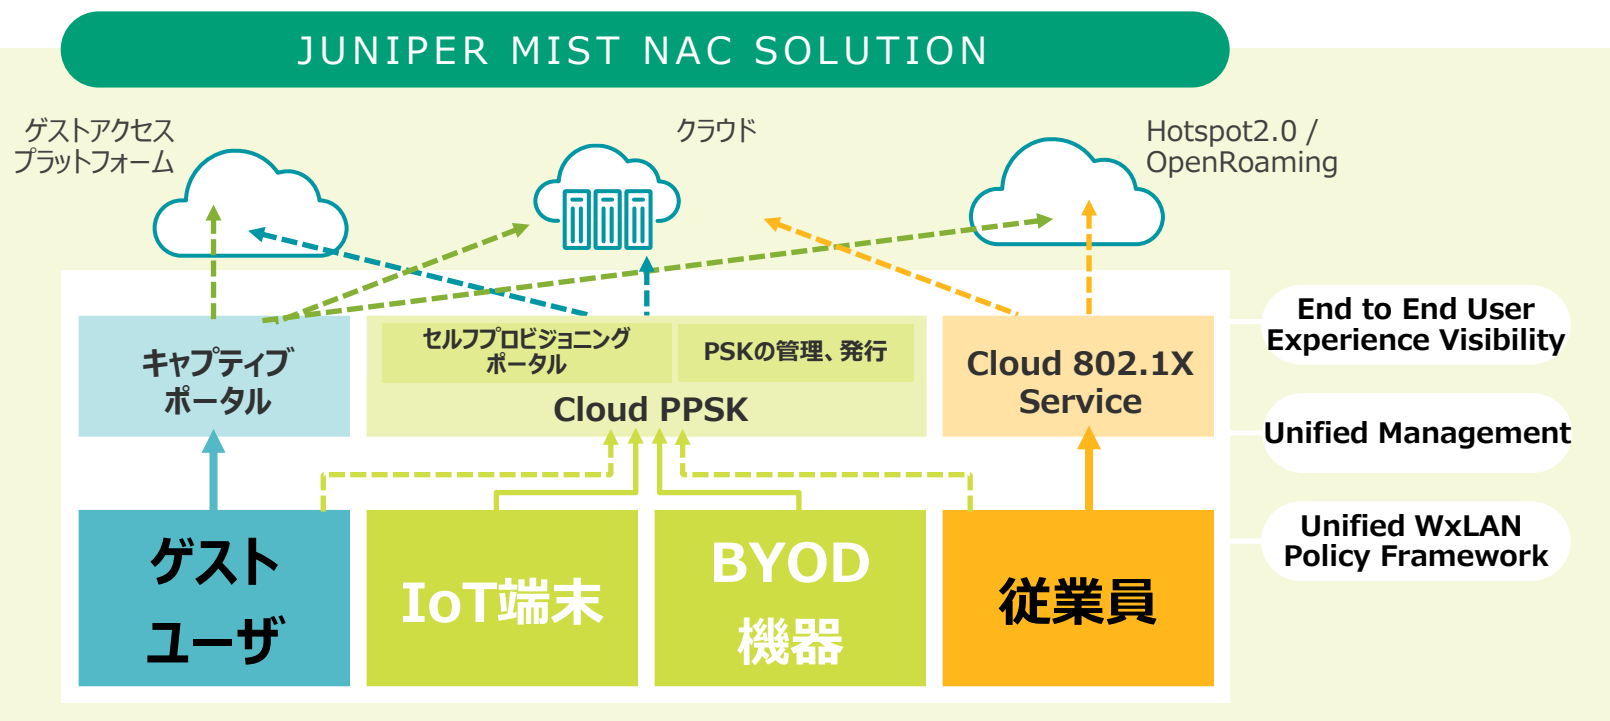 JUNIPER MIST NAC SOLUTION
ゲストアクセス
プラットフォーム
クラウド
Hotspot2.0 /
OpenRoaming
キャプティブ
ポータル
セルフプロビジョニング
ポータル
PSKの管理、発行
Cloud PPSK
Cloud 802.1X
Service
ゲスト
ユーザ
IoT端末
BYOD
機器
従業員
End to End User
Experience Visibility
Unified Management
Unified WxLAN
Policy Framework